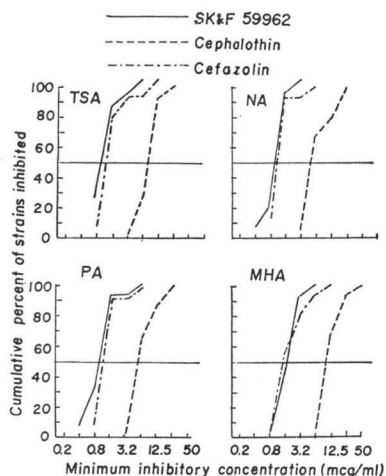 SK&F 59962
Cephalothin
Cefazolin
Cumulative percent of strains inhibited
100
80
60
40
20
0
TSA
NA
100
80
60
40
20
0
PA
MHA
0.2 0.8 3.2 12.5 50
0.2 0.8 3.2 12.5 50
Minimum inhibitory concentration (mcg/ml)